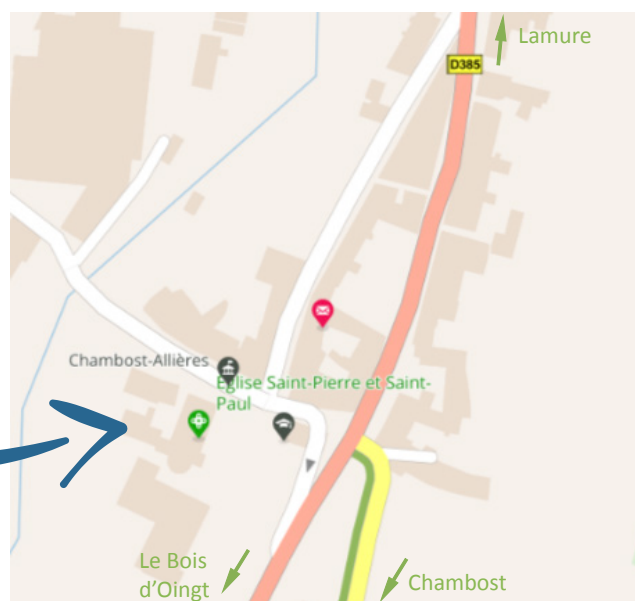 Lamure
D385
Chambost-Allières
Eglise Saint-Pierre et Saint-
Paul
Le Bois
d'Oingt
Chambost